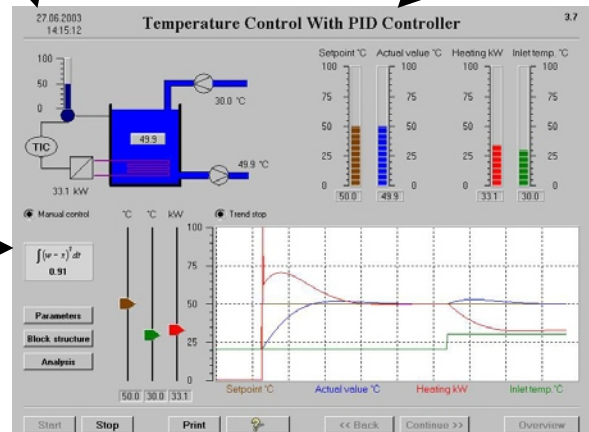 27.06.2003
14:15:12
Temperature Control With PID Controller
3.7
Setpoint °C Actual value °C Heating kW Inlet temp. °C
100 100 100 100
75 75 75 75
50 50 50 50
25 25 25 25
0 0 0 0
50.0 49.9 33.1 30.0
100
50
0
30.0 °C
49.9
TIC
49.9 °C
33.1 kW
Manual control
°C °C kW
Trend stop
∫(w - x)² dt
0.91
Parameters
Block structure
Analysis
50.0 30.0 33.1
100
75
50
25
0
Setpoint °C Actual value °C Heating kW Inlet temp. °C
Start Stop Print ? << Back Continue >> Overview